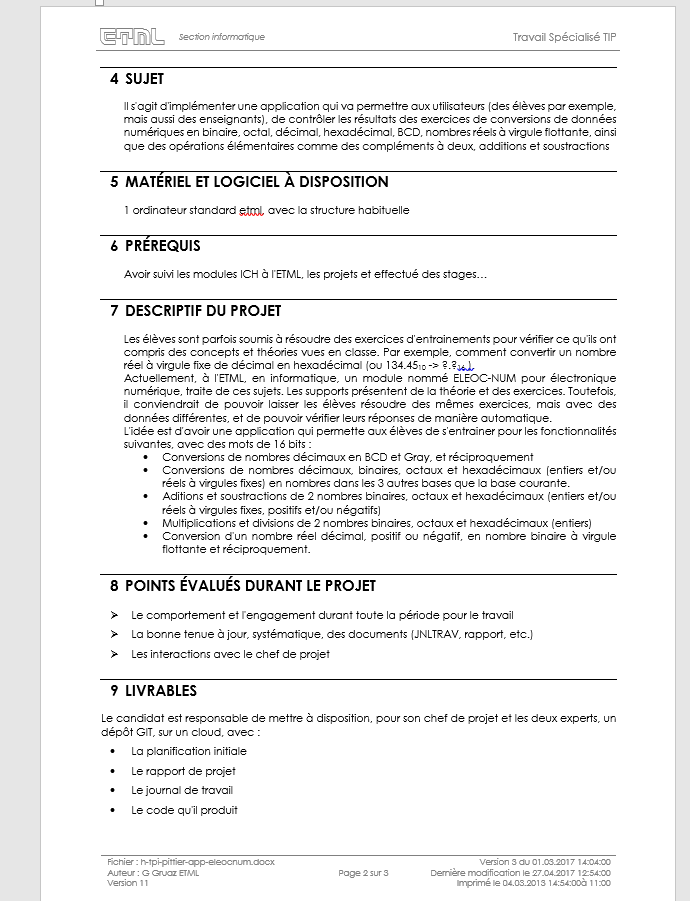 ETML Section informatique Travail Spécialisé TIP
4 SUJET
Il s'agit d'implémenter une application qui va permettre aux utilisateurs (des élèves par exemple,
mais aussi des enseignants), de contrôler les résultats des exercices de conversions de données
numériques en binaire, octal, décimal, hexadécimal, BCD, nombres réels à virgule flottante, ainsi
que des opérations élémentaires comme des compléments à deux, additions et soustractions
5 MATÉRIEL ET LOGICIEL À DISPOSITION
1 ordinateur standard etml, avec la structure habituelle
6 PRÉREQUIS
Avoir suivi les modules ICH à l'ETML, les projets et effectué des stages…
7 DESCRIPTIF DU PROJET
Les élèves sont parfois soumis à résoudre des exercices d'entrainements pour vérifier ce qu'ils ont
compris des concepts et théories vues en classe. Par exemple, comment convertir un nombre
réel à virgule fixe de décimal en hexadécimal (ou 134.45₁₀ -> ?.?₁₆ ).
Actuellement, à l'ETML, en informatique, un module nommé ELEOC-NUM pour électronique
numérique, traite de ces sujets. Les supports présentent de la théorie et des exercices. Toutefois,
il conviendrait de pouvoir laisser les élèves résoudre des mêmes exercices, mais avec des
données différentes, et de pouvoir vérifier leurs réponses de manière automatique.
L'idée est d'avoir une application qui permette aux élèves de s'entrainer pour les fonctionnalités
suivantes, avec des mots de 16 bits :
• Conversions de nombres décimaux en BCD et Gray, et réciproquement
• Conversions de nombres décimaux, binaires, octaux et hexadécimaux (entiers et/ou
réels à virgules fixes) en nombres dans les 3 autres bases que la base courante.
• Aditions et soustractions de 2 nombres binaires, octaux et hexadécimaux (entiers et/ou
réels à virgules fixes, positifs et/ou négatifs)
• Multiplications et divisions de 2 nombres binaires, octaux et hexadécimaux (entiers)
• Conversion d'un nombre réel décimal, positif ou négatif, en nombre binaire à virgule
flottante et réciproquement.
8 POINTS ÉVALUÉS DURANT LE PROJET
➢ Le comportement et l'engagement durant toute la période pour le travail
➢ La bonne tenue à jour, systématique, des documents (JNLTRAV, rapport, etc.)
➢ Les interactions avec le chef de projet
9 LIVRABLES
Le candidat est responsable de mettre à disposition, pour son chef de projet et les deux experts, un
dépôt GIT, sur un cloud, avec :
• La planification initiale
• Le rapport de projet
• Le journal de travail
• Le code qu'il produit
Fichier : h-tpi-pittier-app-eleocnum.docx Version 3 du 01.03.2017 14:04:00
Auteur : G Gruaz ETML Page 2 sur 3 Dernière modification le 27.04.2017 12:54:00
Version 11 Imprimé le 04.03.2013 14:54:00à 11:00